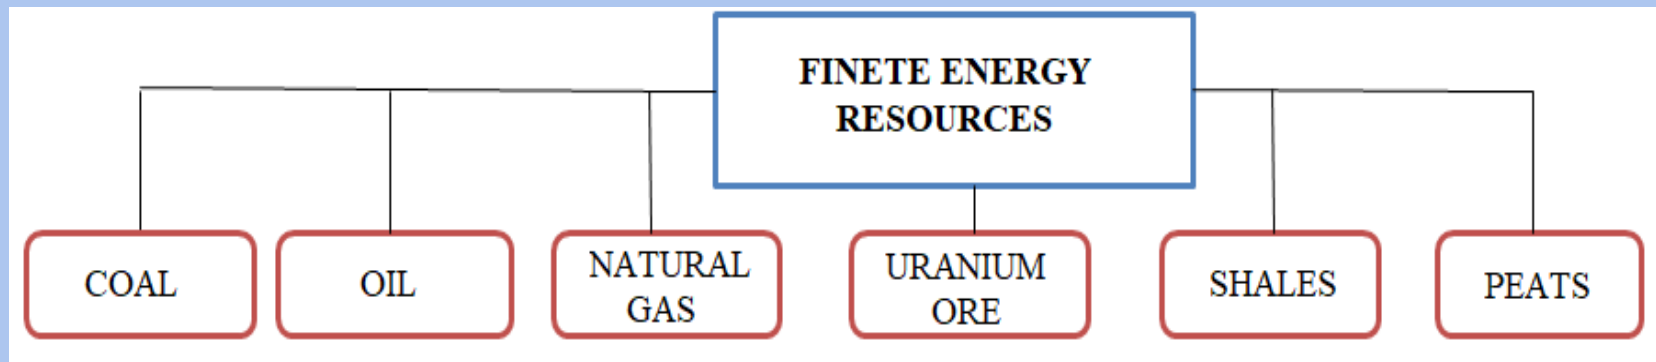 FINETE ENERGY
RESOURCES
COAL
OIL
NATURAL
GAS
URANIUM
ORE
SHALES
PEATS